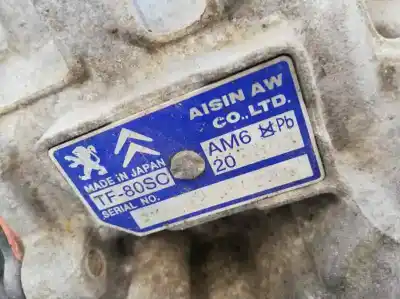 AISIN AW
CO.,LTD.
MADE IN JAPAN
TF-80SC
SERIAL NO.
AM6 Pb
20